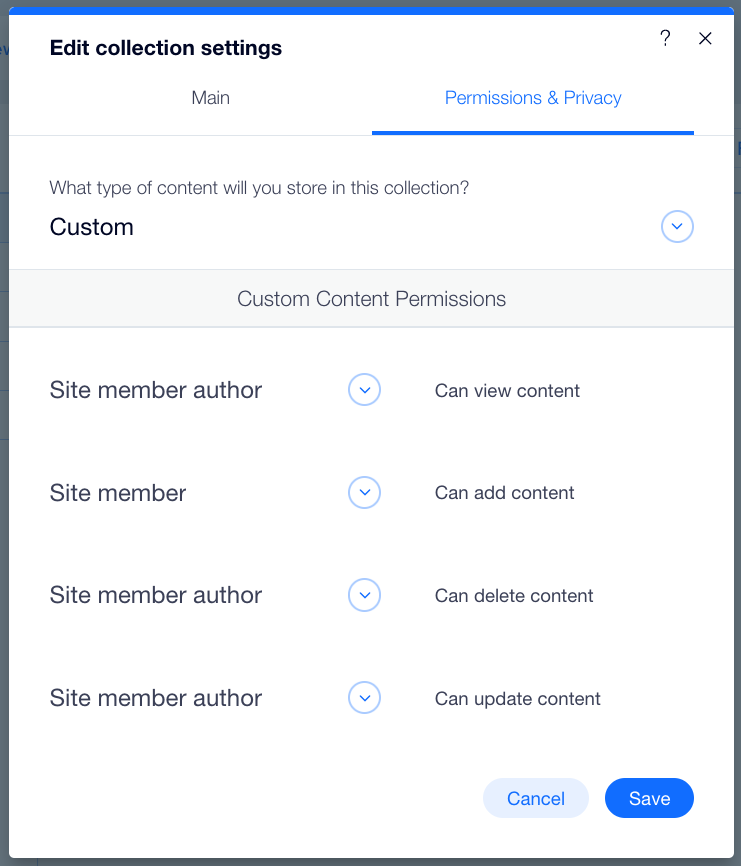 Edit collection settings
?
Main
Permissions & Privacy
What type of content will you store in this collection?
Custom
Custom Content Permissions
Site member author
Can view content
Site member
Can add content
Site member author
Can delete content
Site member author
Can update content
Cancel
Save